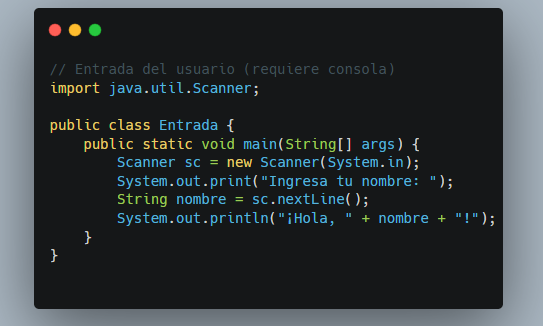 // Entrada del usuario (requiere consola)
import java.util.Scanner;

public class Entrada {
    public static void main(String[] args) {
        Scanner sc = new Scanner(System.in);
        System.out.print("Ingresa tu nombre: ");
        String nombre = sc.nextLine();
        System.out.println("¡Hola, " + nombre + "!");
    }
}